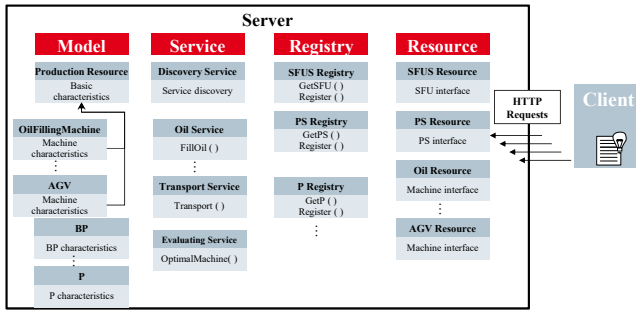 Server
Model
Production Resource
Basic
characteristics
OilFillingMachine
Machine
characteristics
AGV
Machine
characteristics
BP
BP characteristics
P
P characteristics
Service
Discovery Service
Service discovery
Oil Service
FillOil ( )
Transport Service
Transport ( )
Evaluating Service
OptimalMachine( )
Registry
SFUS Registry
GetSFU ( )
Register ( )
PS Registry
GetPS ( )
Register ( )
P Registry
GetP ( )
Register ( )
Resource
SFUS Resource
SFU interface
PS Resource
PS interface
Oil Resource
Machine interface
AGV Resource
Machine interface
HTTP
Requests
Client